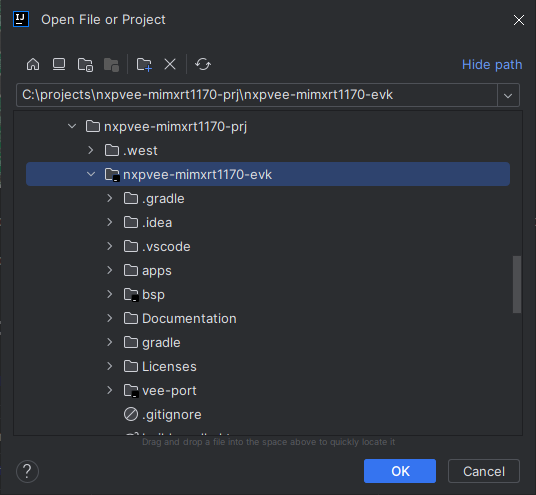 IJ Open File or Project
Hide path
C:\projects\nxpvee-mimxrt1170-prj\nxpvee-mimxrt1170-evk
nxpvee-mimxrt1170-prj
.west
nxpvee-mimxrt1170-evk
.gradle
.idea
.vscode
apps
bsp
Documentation
gradle
Licenses
vee-port
.gitignore
Drag and drop a file into the space above to quickly locate it
? OK Cancel